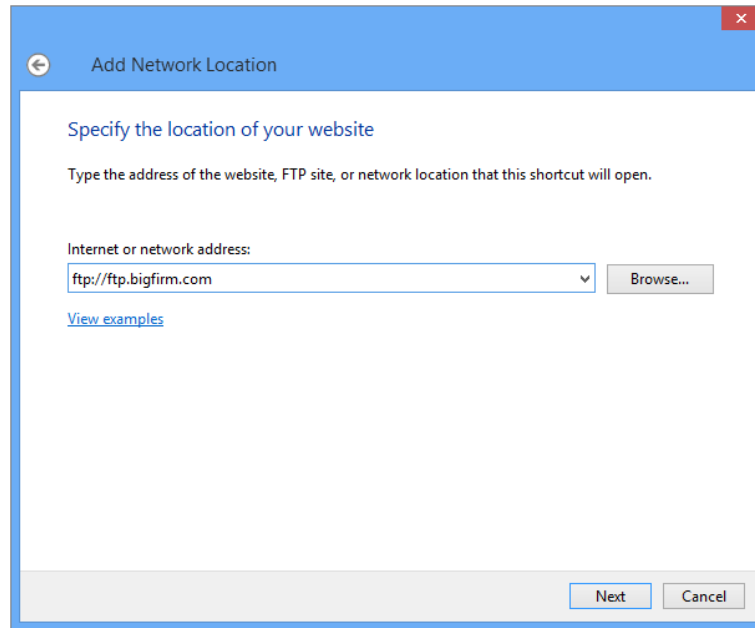 Add Network Location
Specify the location of your website
Type the address of the website, FTP site, or network location that this shortcut will open.
Internet or network address:
ftp://ftp.bigfirm.com
Browse...
View examples
Next
Cancel